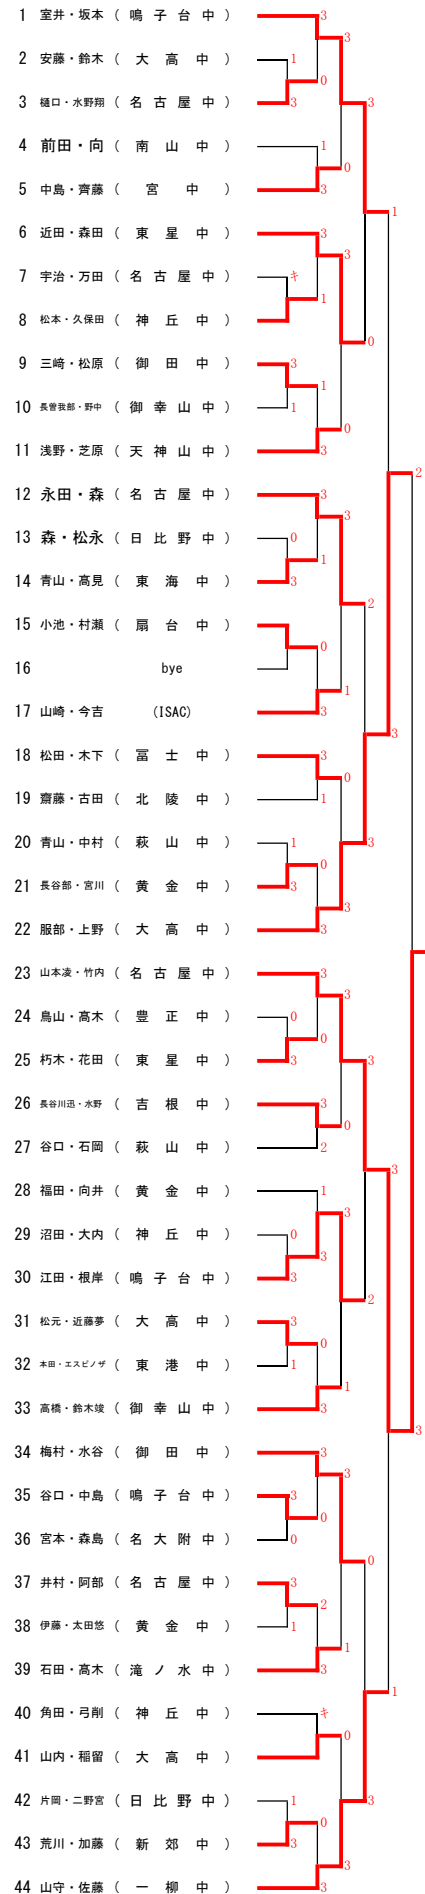 1 室井・坂本 ( 鳴子台中 ) 3
3
2 安藤・鈴木 ( 大高中 ) 1
0
3 樋口・水野翔 ( 名古屋中 ) 3 3
4 前田・向 ( 南山中 ) 1
0
5 中島・齊藤 ( 宮中 ) 3
1
6 近田・森田 ( 東星中 ) 3
3
7 宇治・万田 ( 名古屋中 ) キ
1
8 松本・久保田 ( 神丘中 )
0
9 三﨑・松原 ( 御田中 ) 3
1
10 長曽我部・野中 ( 御幸山中 ) 1
0
11 浅野・芝原 ( 天神山中 ) 3
2
12 永田・森 ( 名古屋中 ) 3
3
13 森・松永 ( 日比野中 ) 0
1
14 青山・髙見 ( 東海中 ) 3
2
15 小池・村瀬 ( 扇台中 )
0
16 bye
1
17 山崎・今吉 (ISAC) 3
3
18 松田・木下 ( 冨士中 ) 3
0
19 齋藤・古田 ( 北陵中 ) 1
20 青山・中村 ( 萩山中 ) 1 3
0
21 長谷部・宮川 ( 黄金中 ) 3
3
22 服部・上野 ( 大高中 ) 3
23 山本凌・竹内 ( 名古屋中 ) 3
3
24 鳥山・髙木 ( 豊正中 ) 0
0
25 朽木・花田 ( 東星中 ) 3 3
26 長谷川迅・水野 ( 吉根中 ) 3
0
27 谷口・石岡 ( 萩山中 ) 2
3
28 福田・向井 ( 黄金中 ) 1
3
29 沼田・大内 ( 神丘中 ) 0
3
30 江田・根岸 ( 鳴子台中 ) 3
2
31 松元・近藤夢 ( 大高中 ) 3
0
32 本田・エスピノザ ( 東港中 ) 1
1
33 高橋・鈴木竣 ( 御幸山中 ) 3
3
34 梅村・水谷 ( 御田中 ) 3
3
35 谷口・中島 ( 鳴子台中 ) 3
0
36 宮本・森島 ( 名大附中 ) 0
0
37 井村・阿部 ( 名古屋中 ) 3
2
38 伊藤・太田悠 ( 黄金中 ) 1
1
39 石田・髙木 ( 滝ノ水中 ) 3
1
40 角田・弓削 ( 神丘中 ) キ
0
41 山内・稲留 ( 大高中 )
42 片岡・二野宮 ( 日比野中 ) 1 3
0
43 荒川・加藤 ( 新郊中 ) 3
3
44 山守・佐藤 ( 一柳中 ) 3